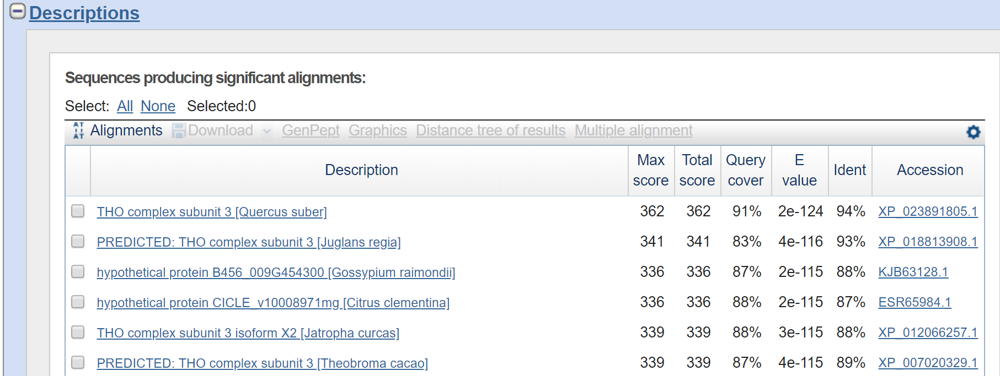 Descriptions
Sequences producing significant alignments:
Select: All None Selected:0
Alignments Download GenPept Graphics Distance tree of results Multiple alignment
Description Max score Total score Query cover E value Ident Accession
THO complex subunit 3 [Quercus suber] 362 362 91% 2e-124 94% XP_023891805.1
PREDICTED: THO complex subunit 3 [Juglans regia] 341 341 83% 4e-116 93% XP_018813908.1
hypothetical protein B456_009G454300 [Gossypium raimondii] 336 336 87% 2e-115 88% KJB63128.1
hypothetical protein CICLE_v10008971mg [Citrus clementina] 336 336 88% 2e-115 87% ESR65984.1
THO complex subunit 3 isoform X2 [Jatropha curcas] 339 339 88% 3e-115 88% XP_012066257.1
PREDICTED: THO complex subunit 3 [Theobroma cacao] 339 339 87% 4e-115 89% XP_007020329.1